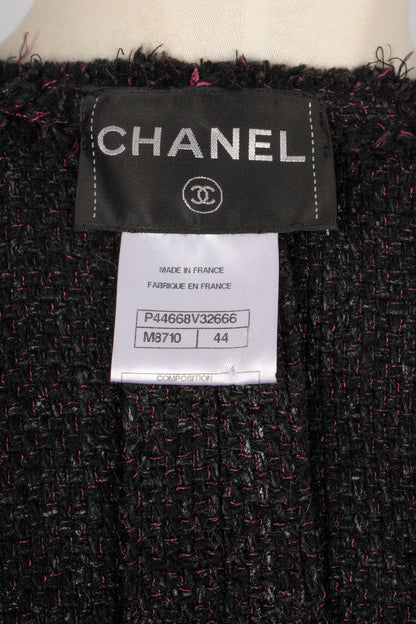 CHANEL
MADE IN FRANCE
FABRIQUE EN FRANCE
P44668V32666
M8710 44
COMPOSITION